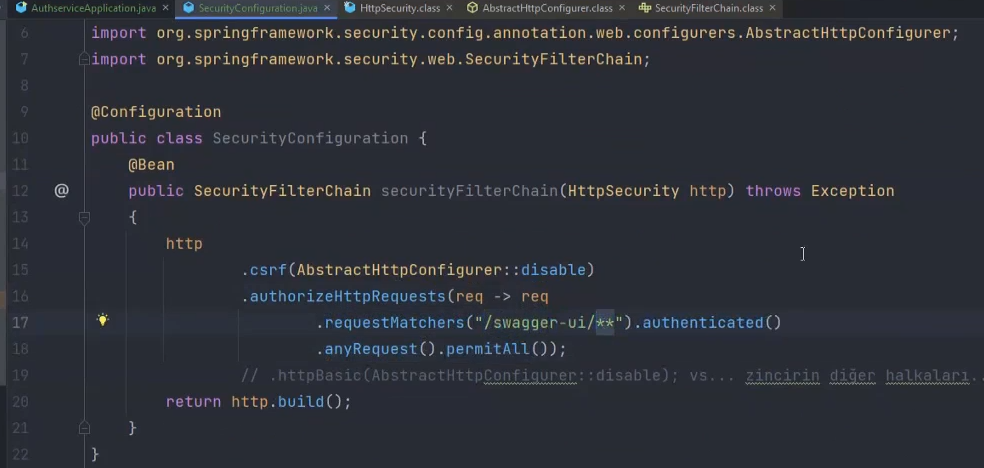 AuthserviceApplication.java × SecurityConfiguration.java × HttpSecurity.class × AbstractHttpConfigurer.class × SecurityFilterChain.class ×
6 import org.springframework.security.config.annotation.web.configurers.AbstractHttpConfigurer;
7 import org.springframework.security.web.SecurityFilterChain;
8
9 @Configuration
10 public class SecurityConfiguration {
11 @Bean
12 @ public SecurityFilterChain securityFilterChain(HttpSecurity http) throws Exception
13 {
14 http
15 .csrf(AbstractHttpConfigurer::disable)
16 .authorizeHttpRequests(req -> req
17 .requestMatchers("/swagger-ui/**").authenticated()
18 .anyRequest().permitAll());
19 // .httpBasic(AbstractHttpConfigurer::disable); vs... zincirin diğer halkaları..
20 return http.build();
21 }
22 }